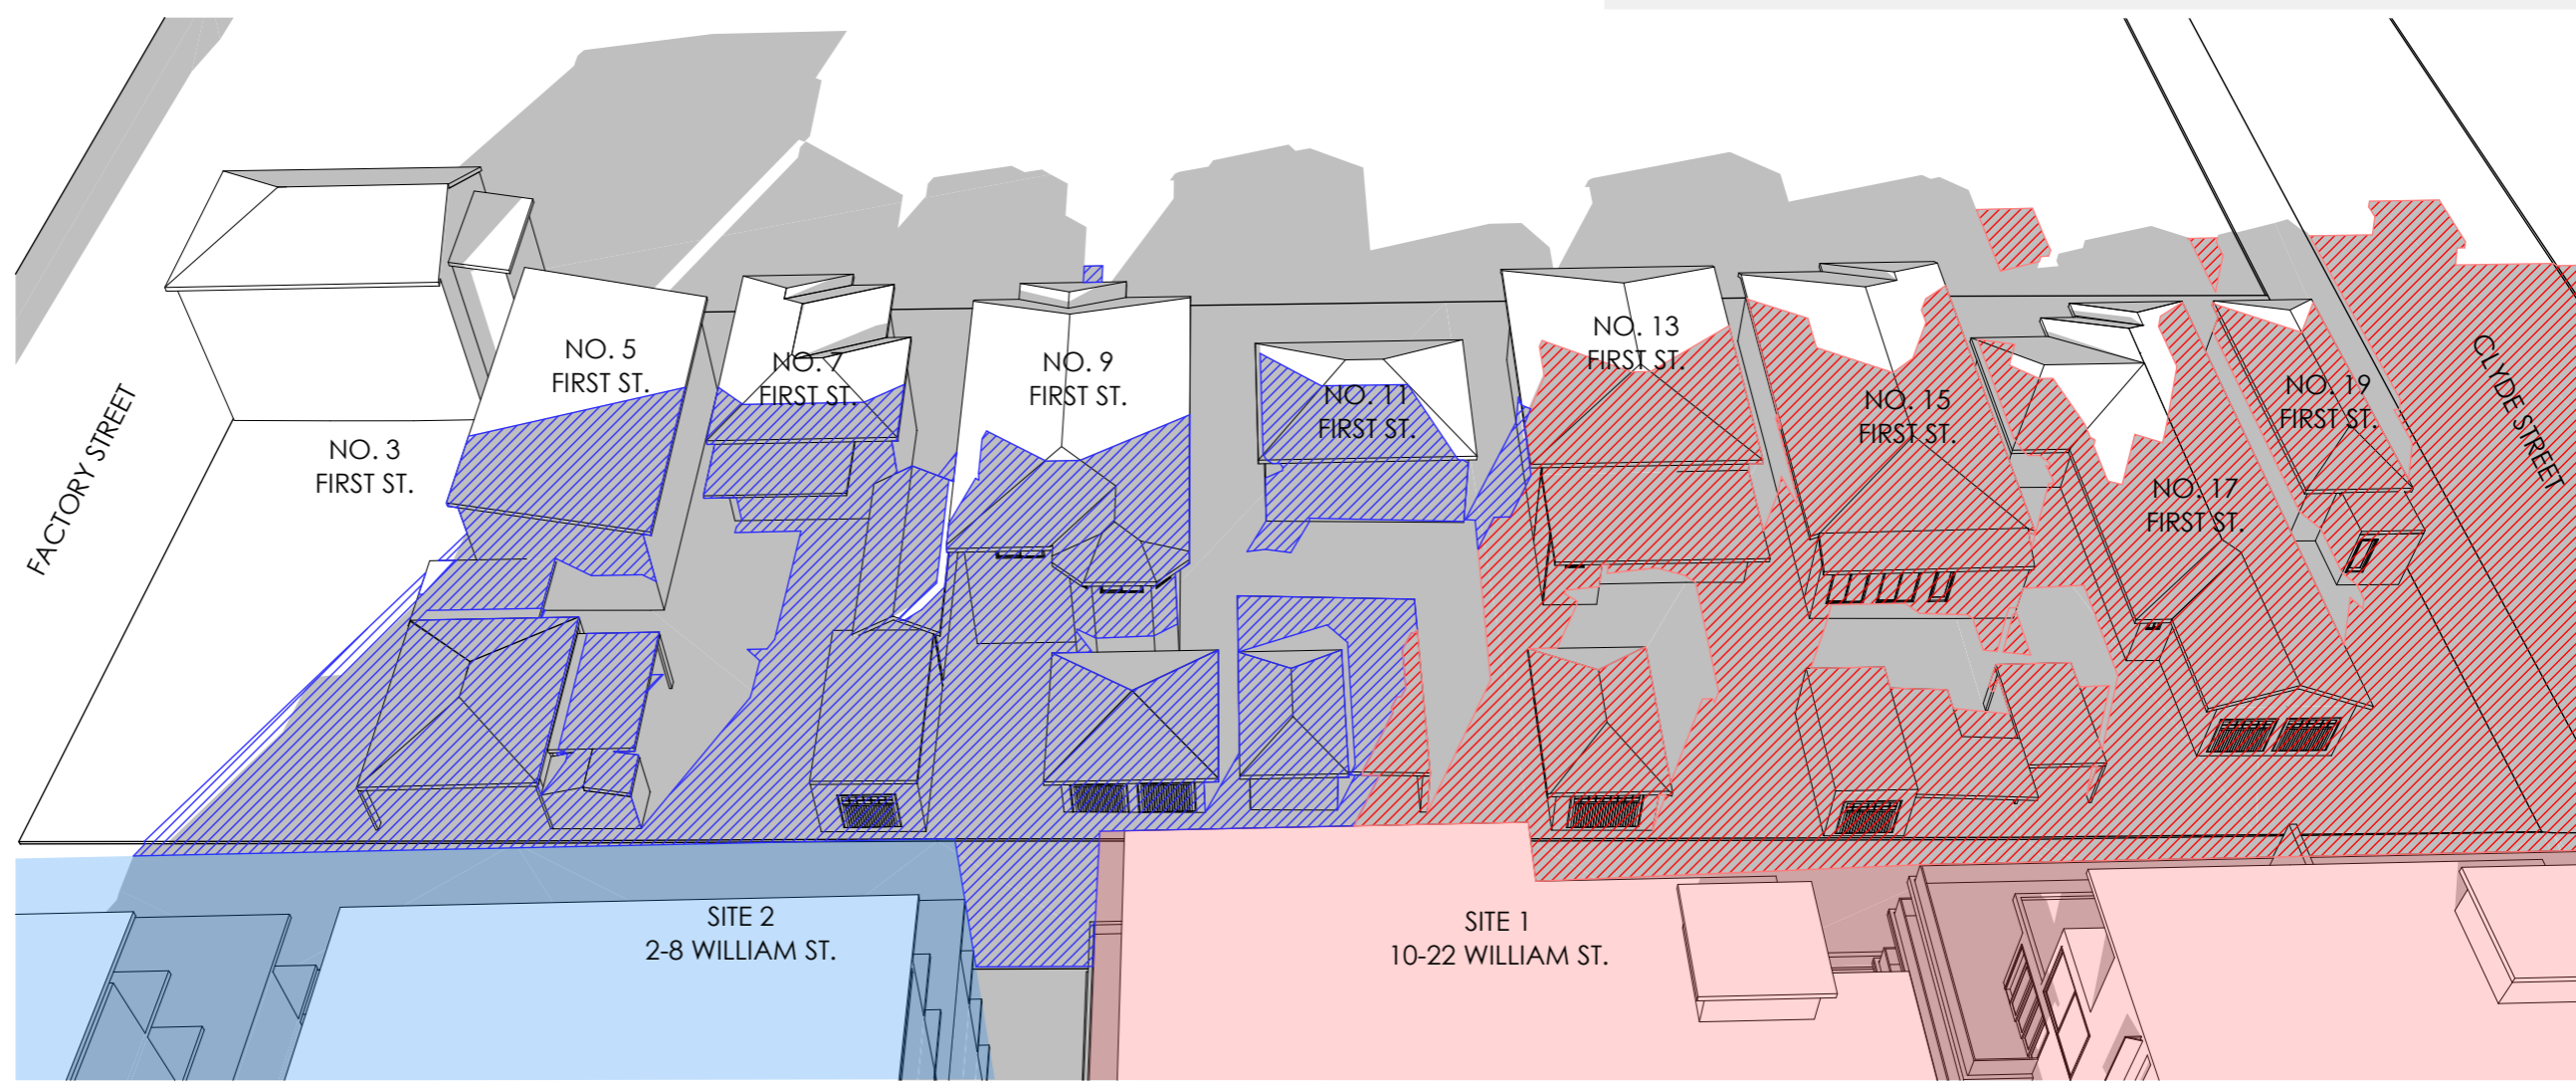 FACTORY STREET
NO. 3
FIRST ST.
NO. 5
FIRST ST.
NO. 7
FIRST ST.
NO. 9
FIRST ST.
NO. 11
FIRST ST.
NO. 13
FIRST ST.
NO. 15
FIRST ST.
NO. 17
FIRST ST.
NO. 19
FIRST ST.
CLYDE STREET
SITE 2
2-8 WILLIAM ST.
SITE 1
10-22 WILLIAM ST.